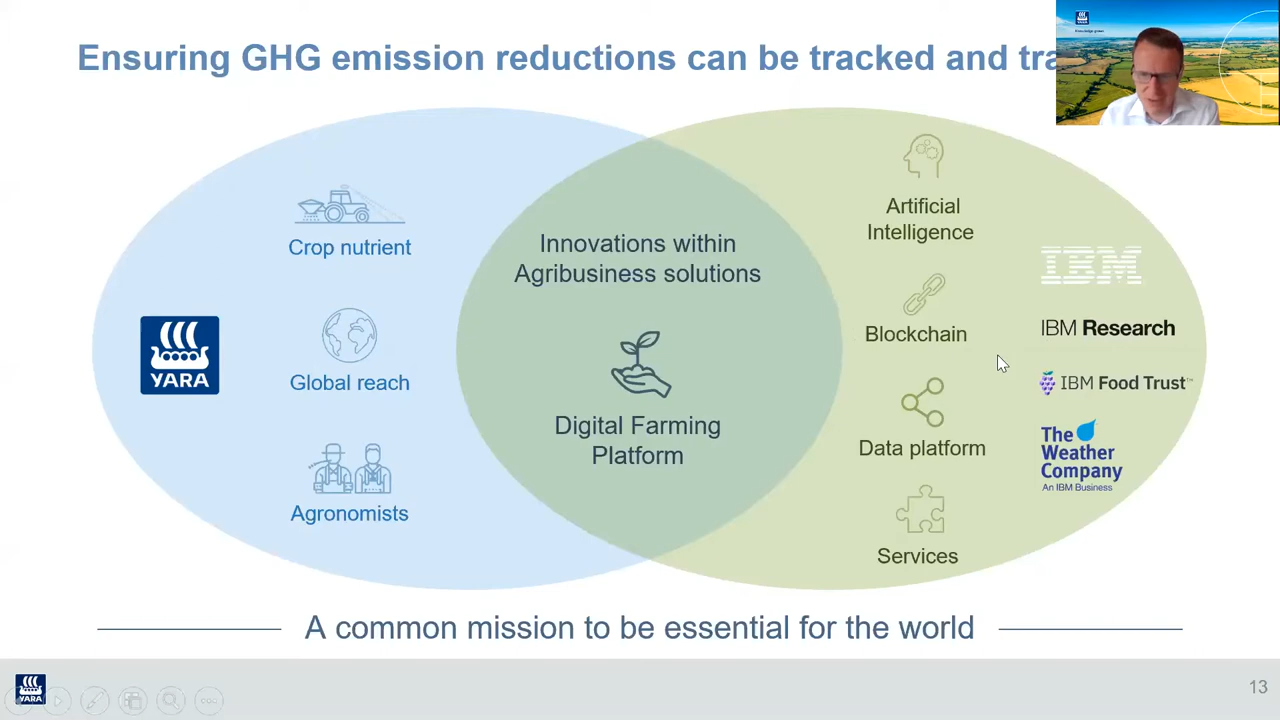 Ensuring GHG emission reductions can be tracked and tra
YARA
Crop nutrient
Global reach
Agronomists
Innovations within
Agribusiness solutions
Digital Farming
Platform
Artificial
Intelligence
Blockchain
Data platform
Services
IBM
IBM Research
IBM Food Trust™
The
Weather
Company
An IBM Business
A common mission to be essential for the world
YARA
13